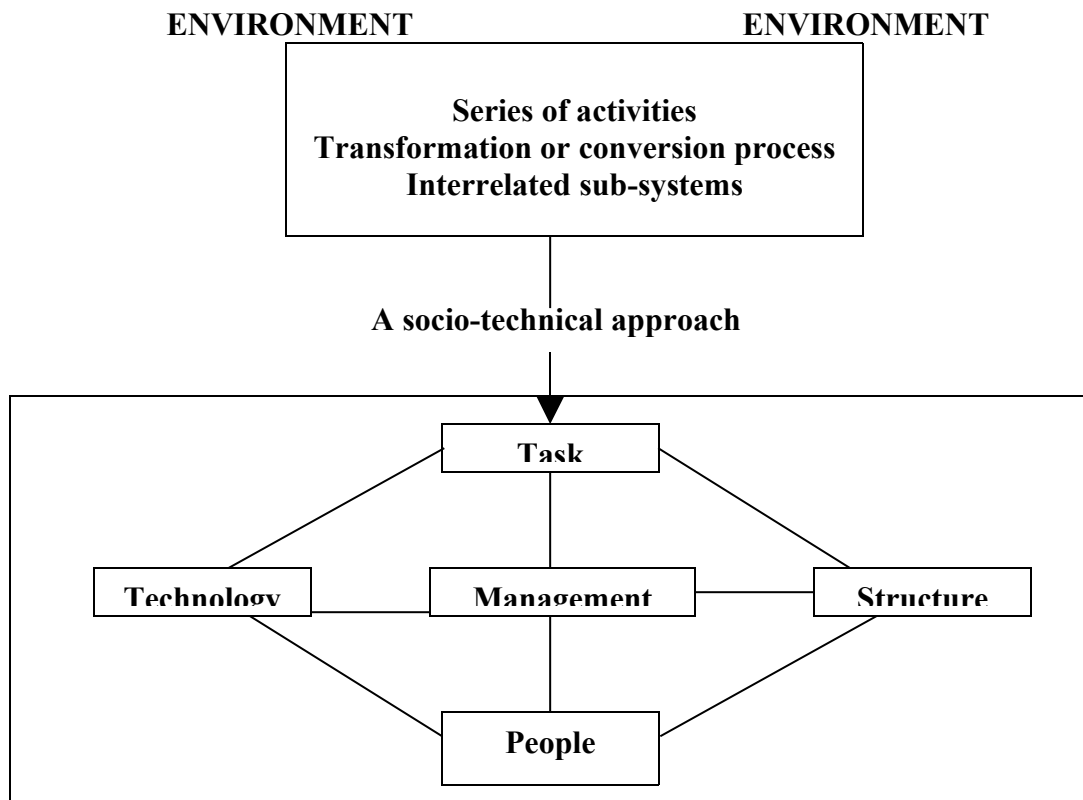 ENVIRONMENT ENVIRONMENT
Series of activities
Transformation or conversion process
Interrelated sub-systems
A socio-technical approach
Task
Technology Management Structure
People